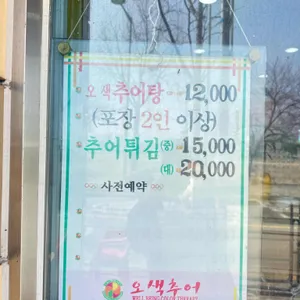 오색추어탕 12,000
(포장 2인 이상)
추어튀김(중) 15,000
(대) 20,000
사전예약
오색추어